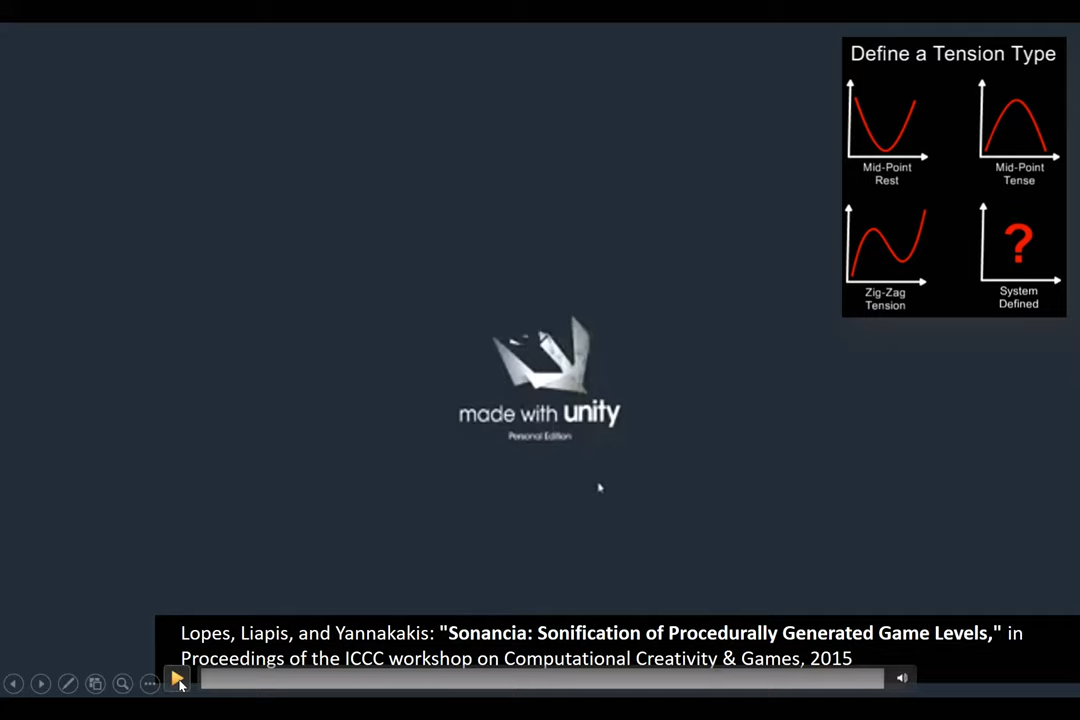 Define a Tension Type
Mid-Point
Rest
Mid-Point
Tense
Zig-Zag
Tension
?
System
Defined
made with unity
Personal Edition
Lopes, Liapis, and Yannakakis: "Sonancia: Sonification of Procedurally Generated Game Levels," in
Proceedings of the ICCC workshop on Computational Creativity & Games, 2015